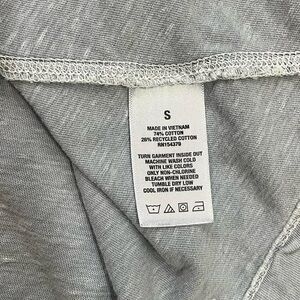 S
MADE IN VIETNAM
74% COTTON
26% RECYCLED COTTON
RN154379
TURN GARMENT INSIDE OUT
MACHINE WASH COLD
WITH LIKE COLORS
ONLY NON-CHLORINE
BLEACH WHEN NEEDED
TUMBLE DRY LOW
COOL IRON IF NECESSARY